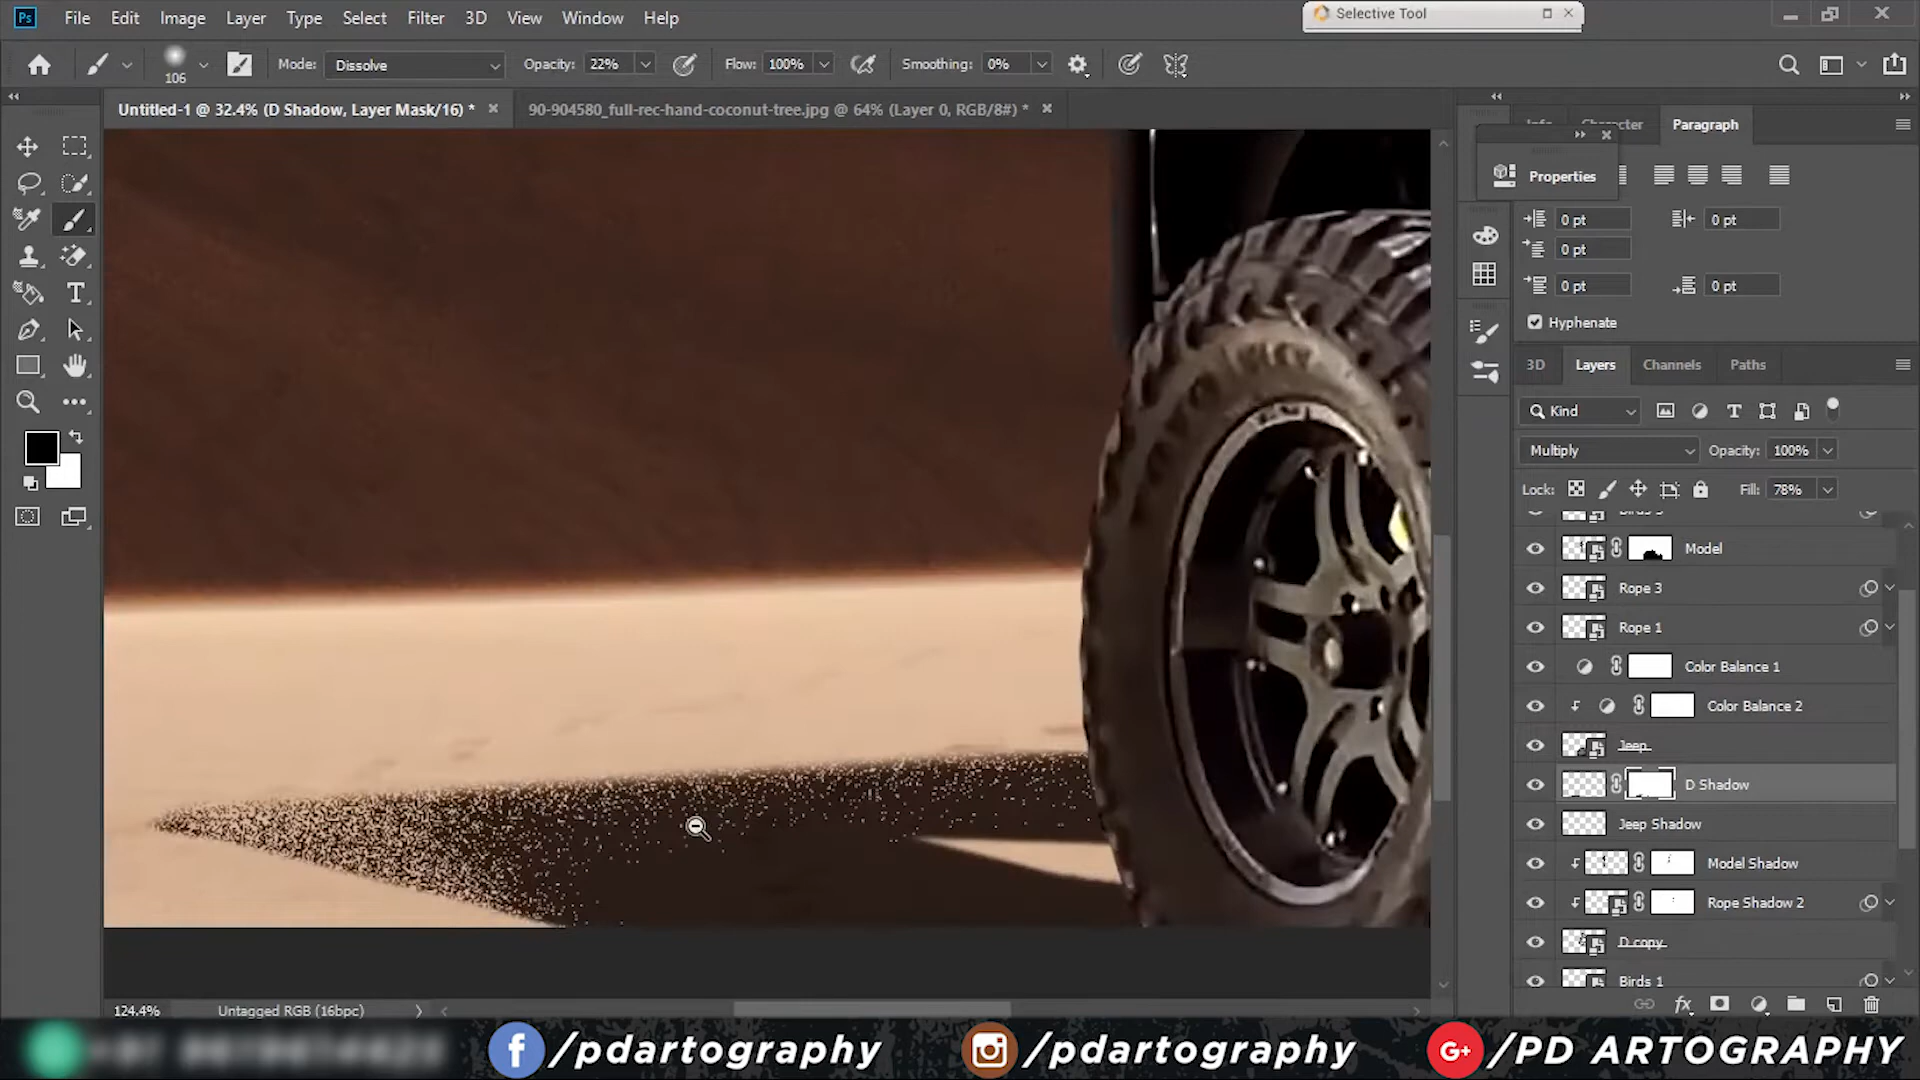 Ps File Edit Image Layer Type Select Filter 3D View Window Help
Selective Tool
106 Mode: Dissolve Opacity: 22% Flow: 100% Smoothing: 0%
Untitled-1 @ 32.4% (D Shadow, Layer Mask/16) *
90-904580_full-rec-hand-coconut-tree.jpg @ 64% (Layer 0, RGB/8#) *
Info Character Paragraph
Properties
0 pt 0 pt
0 pt
0 pt 0 pt
Hyphenate
3D Layers Channels Paths
Kind
Multiply Opacity: 100%
Lock: Fill: 78%
Model
Rope 3
Rope 1
Color Balance 1
Color Balance 2
Jeep
D Shadow
Jeep Shadow
Model Shadow
Rope Shadow 2
D copy
Birds 1
124.4% Untagged RGB (16bpc)
/pdartography
/pdartography
G+ /PD ARTOGRAPHY